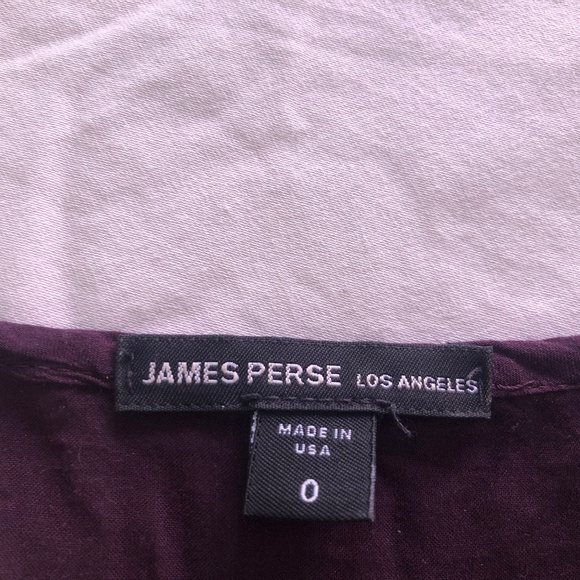 JAMES PERSE LOS ANGELES
MADE IN
USA
0